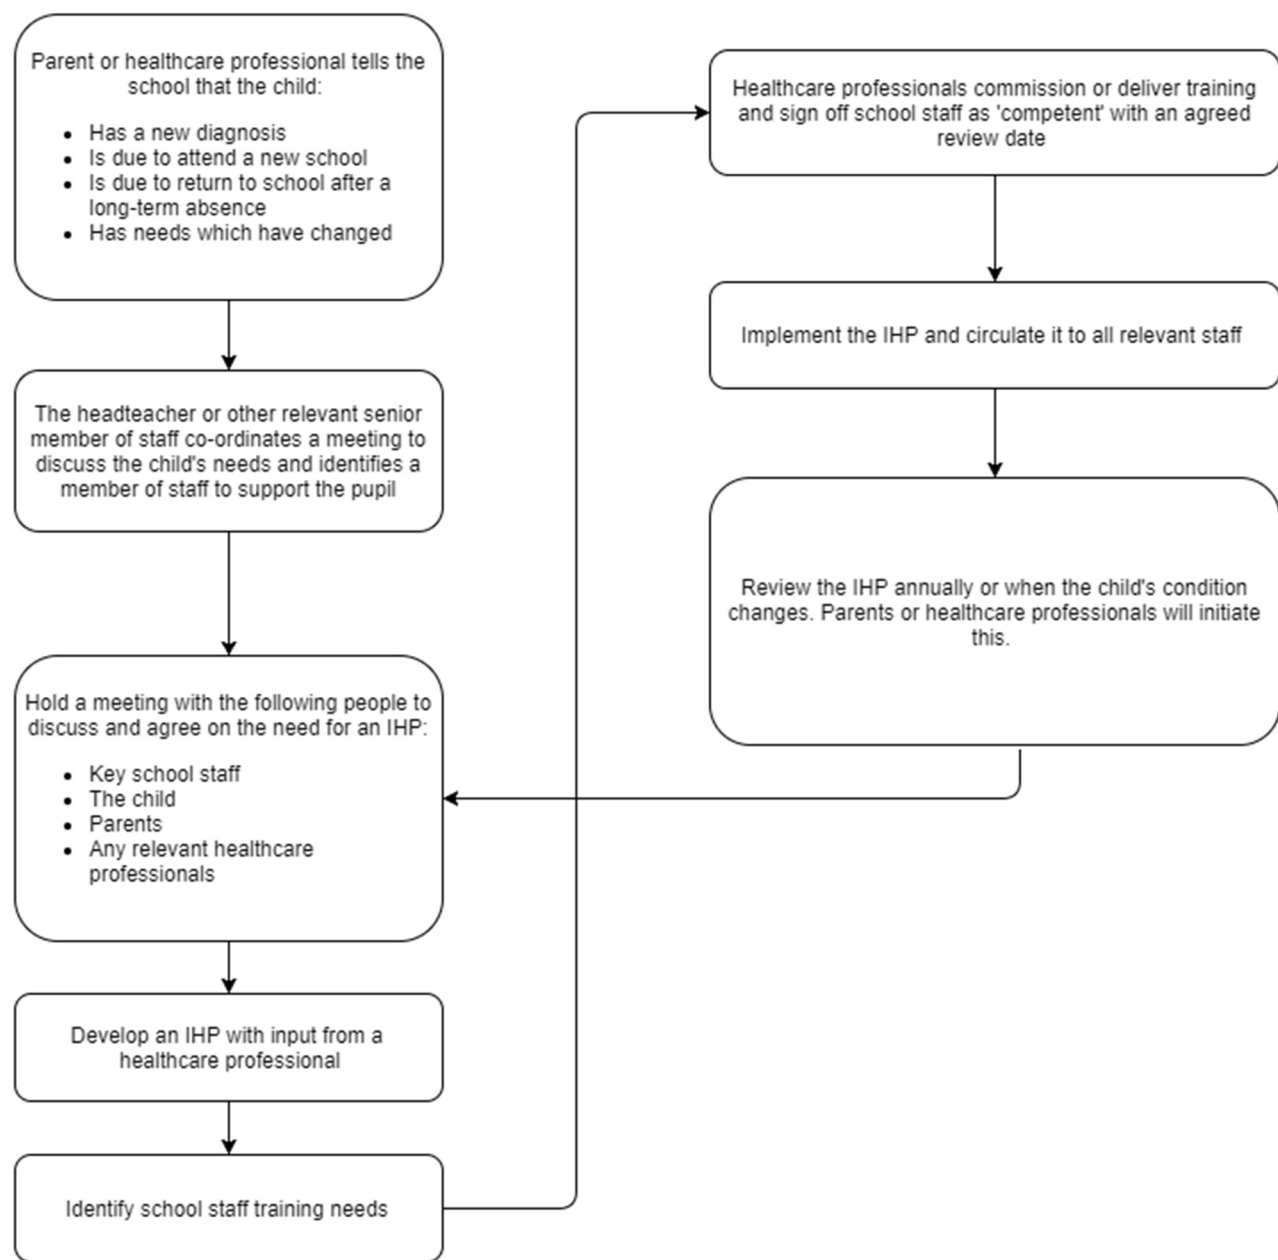 Parent or healthcare professional tells the
school that the child:
• Has a new diagnosis
• Is due to attend a new school
• Is due to return to school after a
long-term absence
• Has needs which have changed
The headteacher or other relevant senior
member of staff co-ordinates a meeting to
discuss the child's needs and identifies a
member of staff to support the pupil
Hold a meeting with the following people to
discuss and agree on the need for an IHP:
• Key school staff
• The child
• Parents
• Any relevant healthcare
professionals
Develop an IHP with input from a
healthcare professional
Identify school staff training needs
Healthcare professionals commission or deliver training
and sign off school staff as 'competent' with an agreed
review date
Implement the IHP and circulate it to all relevant staff
Review the IHP annually or when the child's condition
changes. Parents or healthcare professionals will initiate
this.